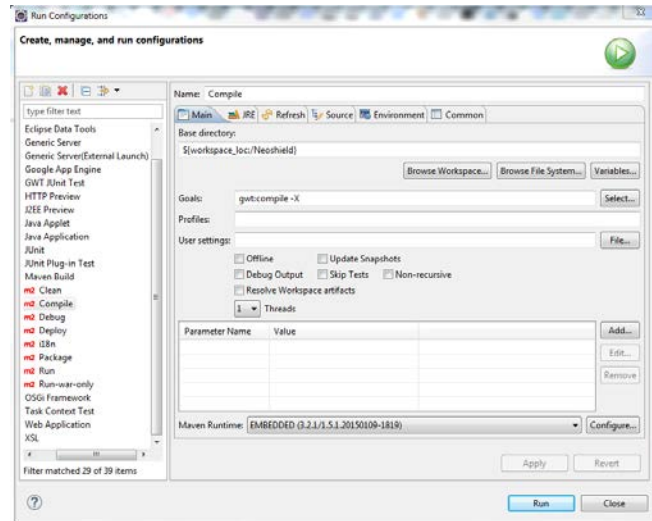 Run Configurations
Create, manage, and run configurations
type filter text
Eclipse Data Tools
Generic Server
Generic Server(External Launch)
Google App Engine
GWT JUnit Test
HTTP Preview
J2EE Preview
Java Applet
Java Application
JUnit
JUnit Plug-in Test
Maven Build
m2 Clean
m2 Compile
m2 Debug
m2 Deploy
m2 i18n
m2 Package
m2 Run
m2 Run-war-only
OSGi Framework
Task Context Test
Web Application
XSL
Filter matched 29 of 39 items
Name: Compile
Main JRE Refresh Source Environment Common
Base directory:
${workspace_loc:/Neoshield}
Browse Workspace... Browse File System... Variables...
Goals: gwt:compile -X Select...
Profiles:
User settings: File...
Offline Update Snapshots
Debug Output Skip Tests Non-recursive
Resolve Workspace artifacts
1 Threads
Parameter Name Value Add...
Edit...
Remove
Maven Runtime: EMBEDDED (3.2.1/1.5.1.20150109-1819) Configure...
Apply Revert
? Run Close